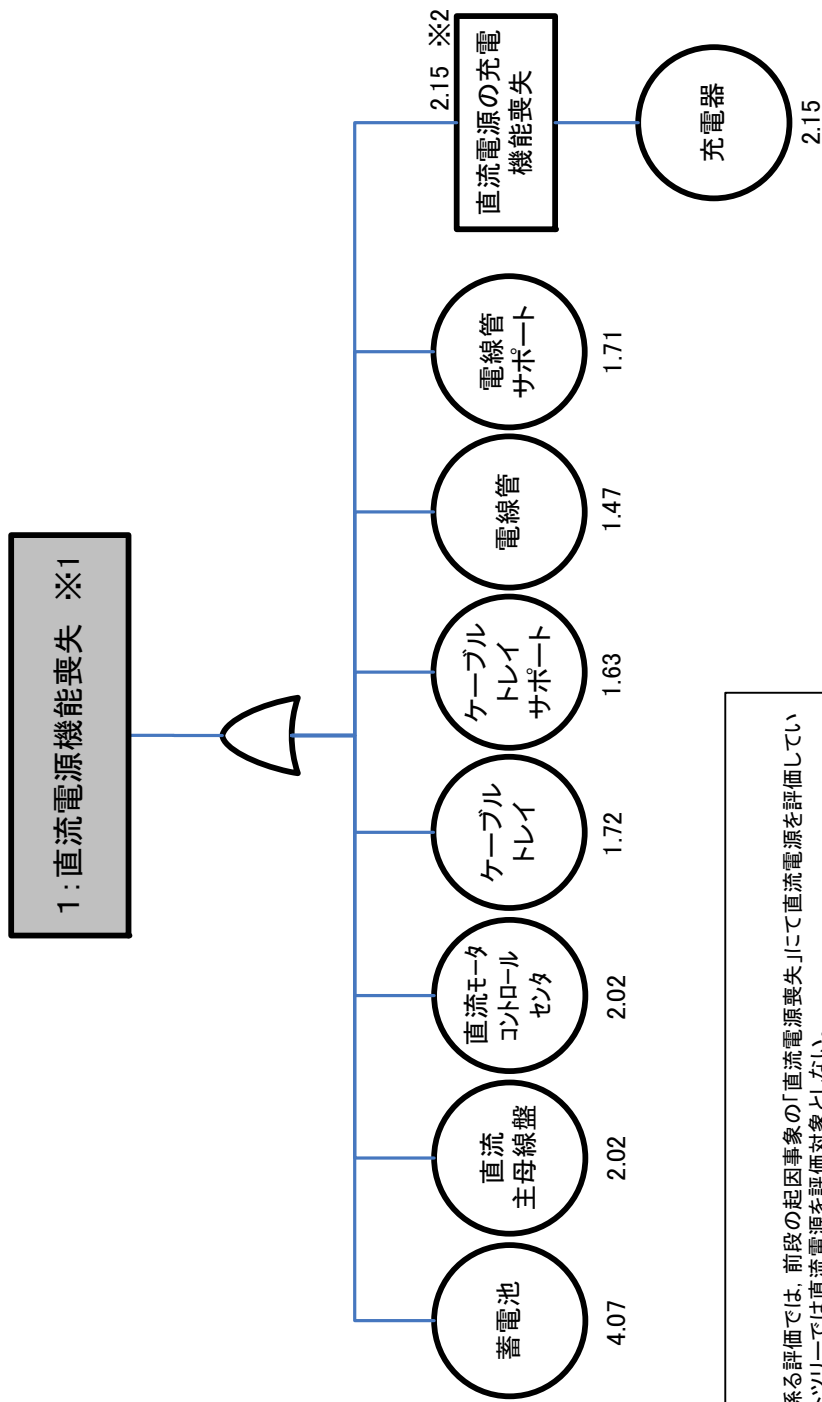 1：直流電源機能喪失 ※1
蓄電池
4.07
直流
主母線盤
2.02
直流モータ
コントロール
センタ
2.02
ケーブル
トレイ
1.72
ケーブル
トレイ
サポート
1.63
電線管
1.47
電線管
サポート
1.71
2.15 ※2
直流電源の充電
機能喪失
充電器
2.15
係る評価では，前段の起因事象の「直流電源喪失」にて直流電源を評価してい
ツリーでは直流電源を評価対象としない。